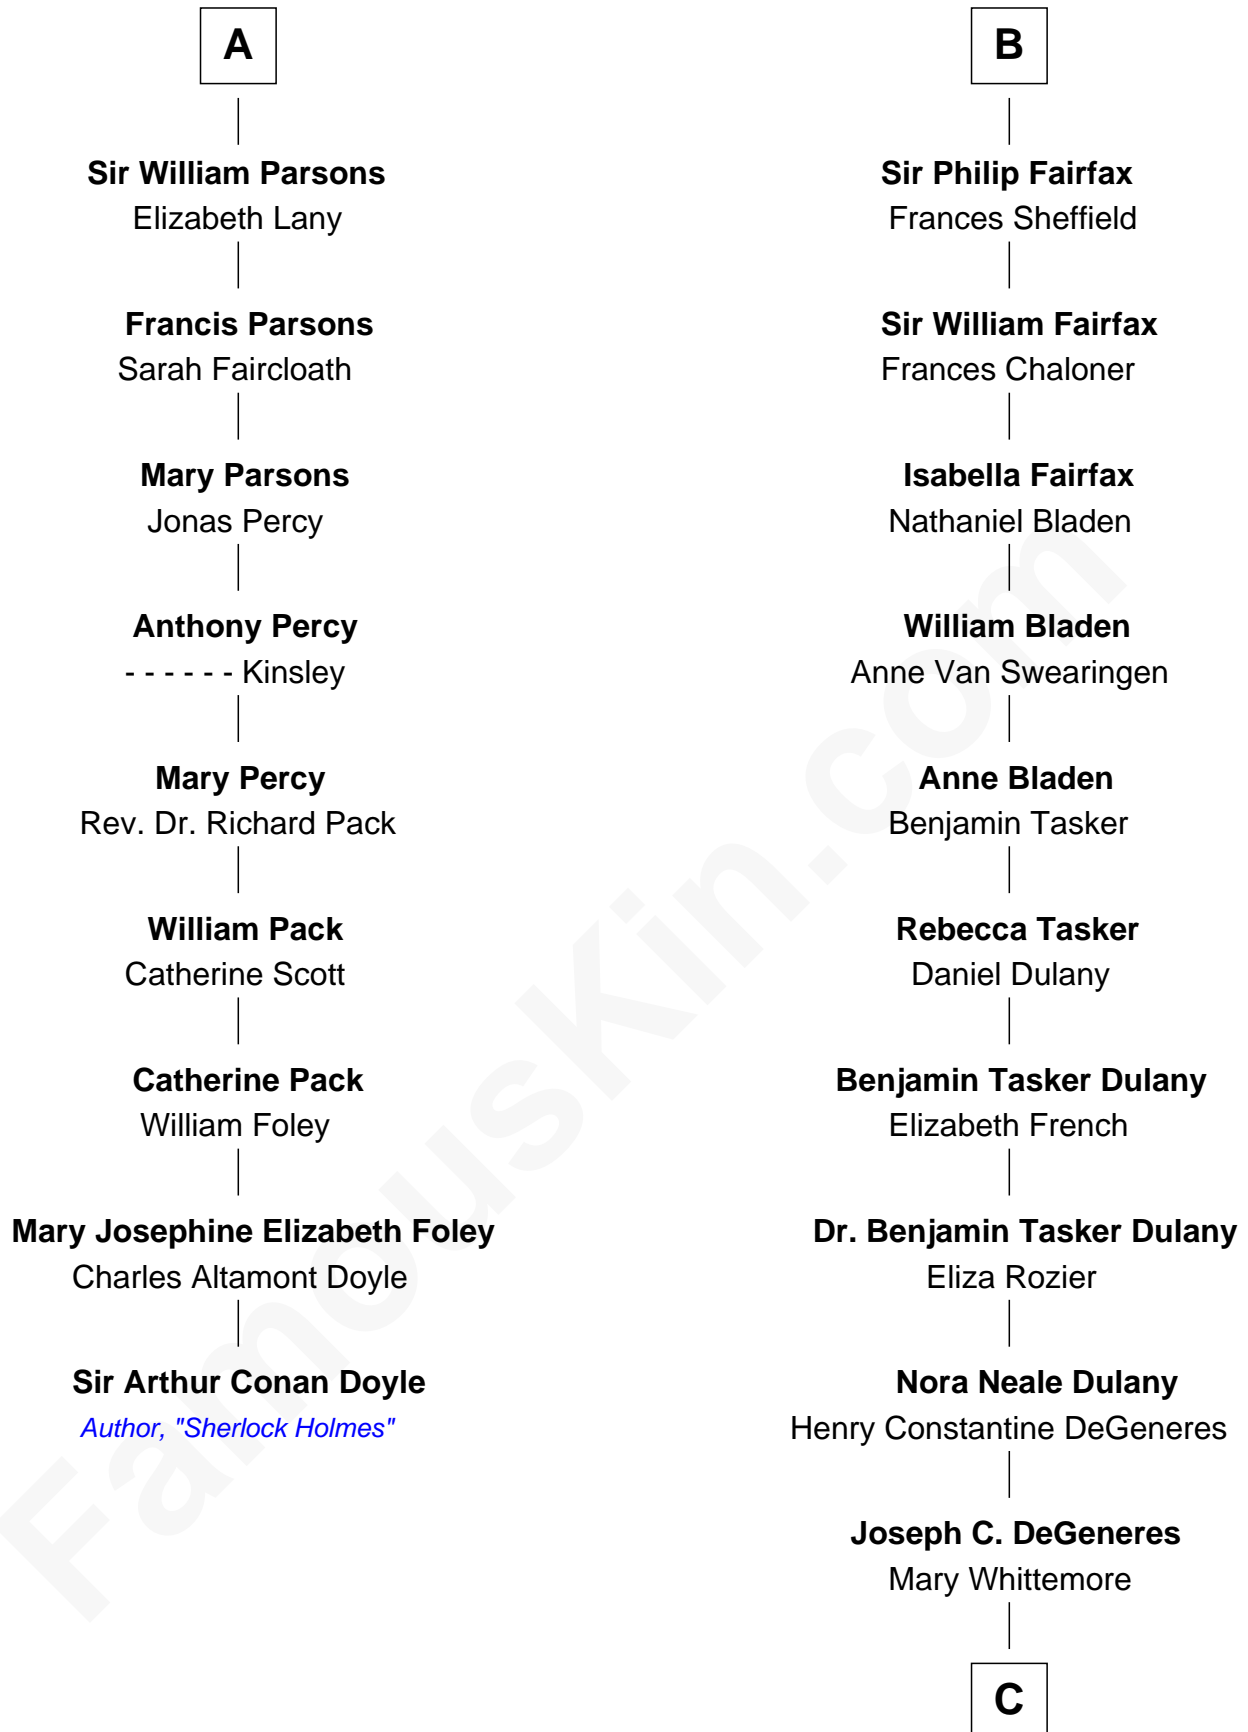 A
Sir William Parsons
Elizabeth Lany
Francis Parsons
Sarah Faircloath
Mary Parsons
Jonas Percy
Anthony Percy
- - - - - - Kinsley
Mary Percy
Rev. Dr. Richard Pack
William Pack
Catherine Scott
Catherine Pack
William Foley
Mary Josephine Elizabeth Foley
Charles Altamont Doyle
Sir Arthur Conan Doyle
Author, "Sherlock Holmes"
B
Sir Philip Fairfax
Frances Sheffield
Sir William Fairfax
Frances Chaloner
Isabella Fairfax
Nathaniel Bladen
William Bladen
Anne Van Swearingen
Anne Bladen
Benjamin Tasker
Rebecca Tasker
Daniel Dulany
Benjamin Tasker Dulany
Elizabeth French
Dr. Benjamin Tasker Dulany
Eliza Rozier
Nora Neale Dulany
Henry Constantine DeGeneres
Joseph C. DeGeneres
Mary Whittemore
C
FamousKin.com